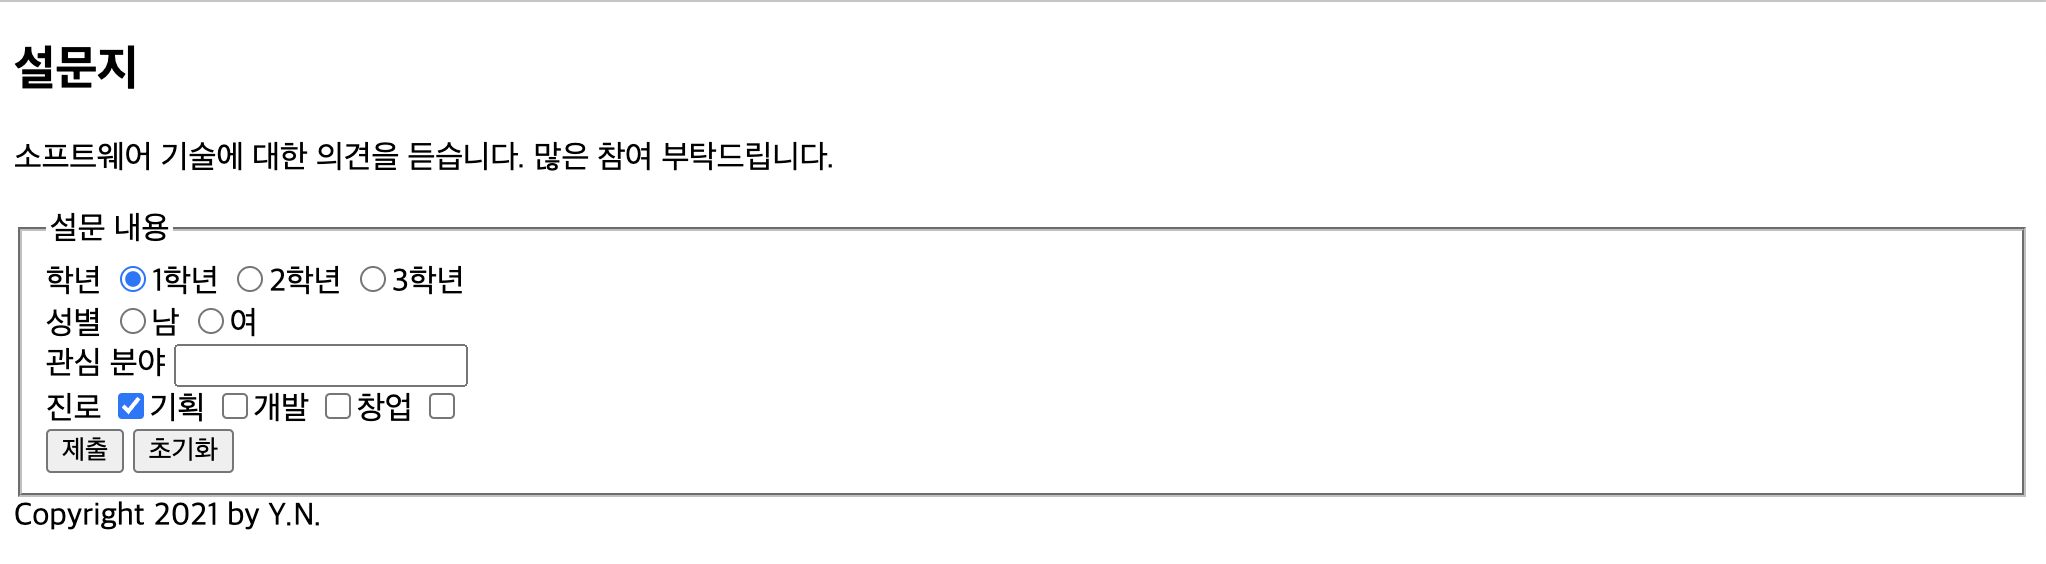 설문지
소프트웨어 기술에 대한 의견을 듣습니다. 많은 참여 부탁드립니다.
설문 내용
학년 1학년 2학년 3학년
성별 남 여
관심 분야
진로 기획 개발 창업
제출 초기화
Copyright 2021 by Y.N.